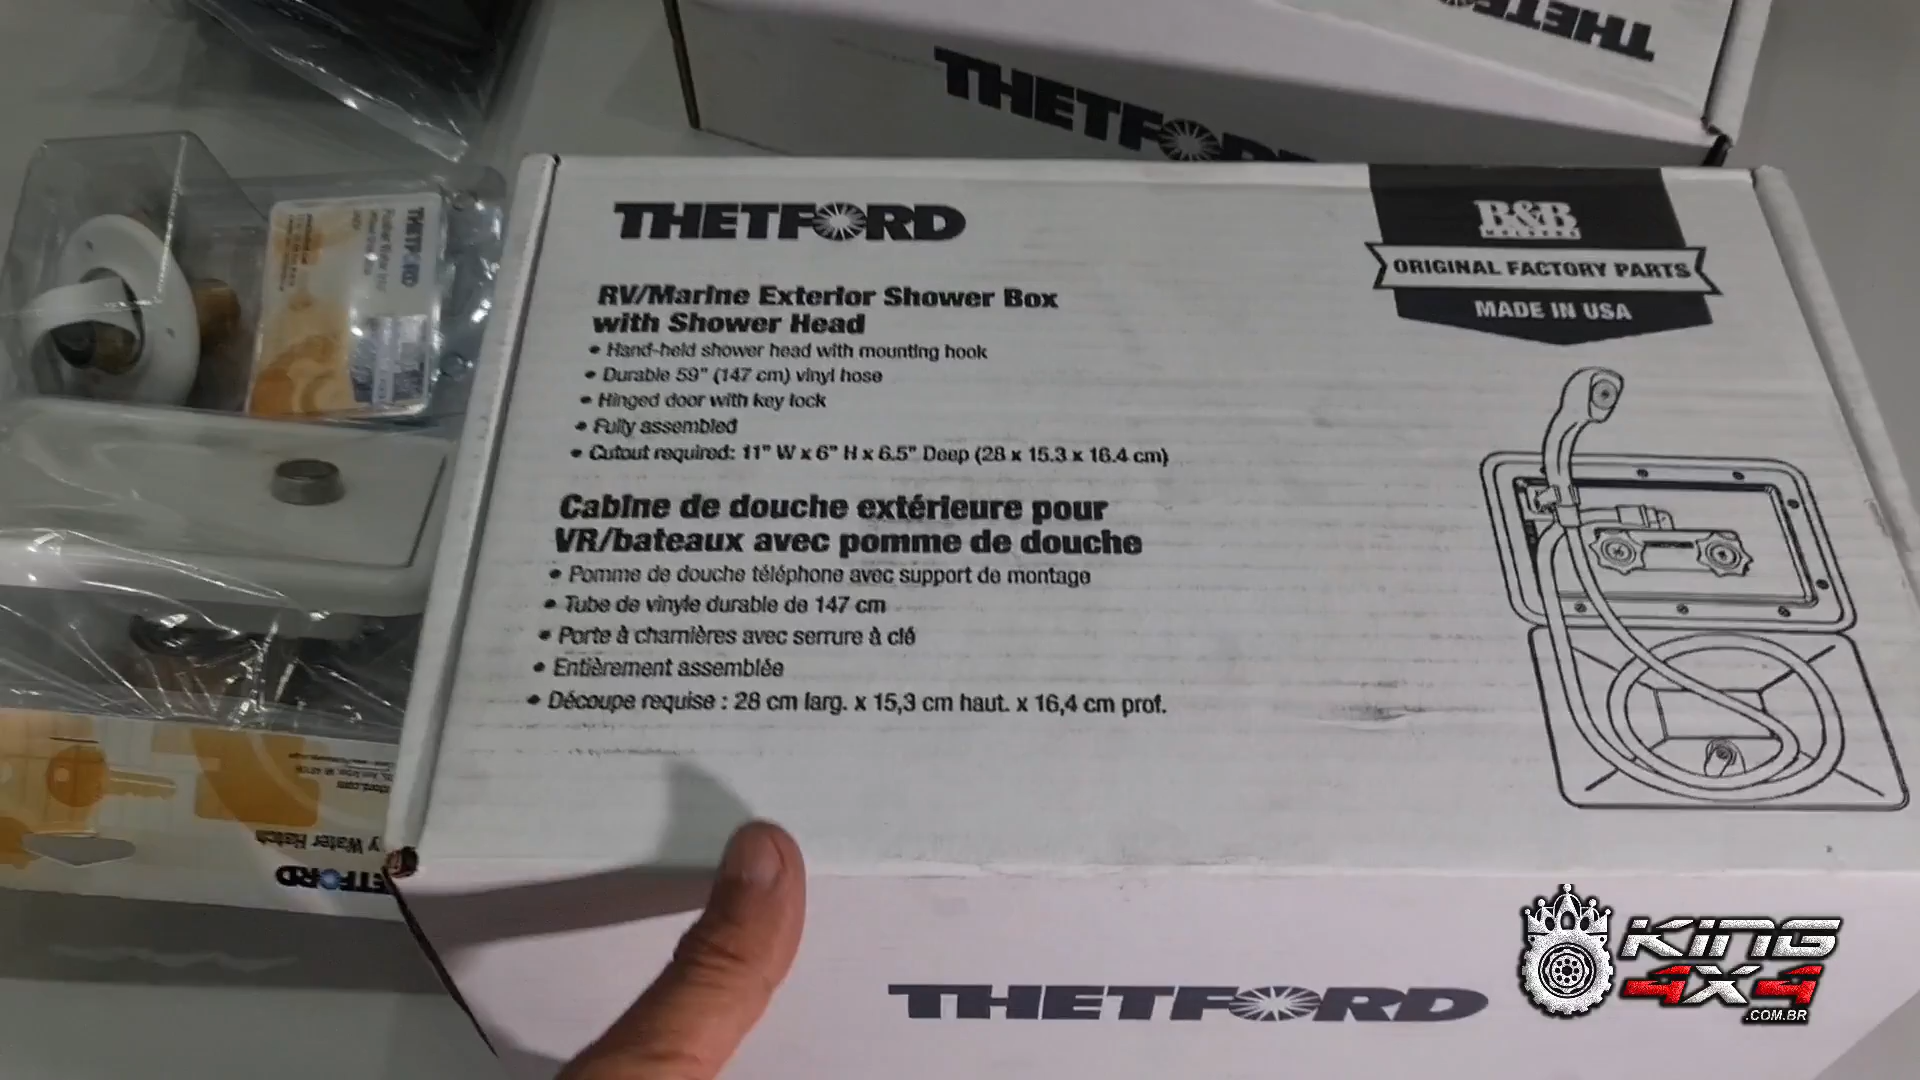 THETFORD
THETFORD
THETFORD
B&B
ORIGINAL FACTORY PARTS
MADE IN USA
RV/Marine Exterior Shower Box
with Shower Head
• Hand-held shower head with mounting hook
• Durable 59" (147 cm) vinyl hose
• Hinged door with key lock
• Fully assembled
• Cutout required: 11" W x 6" H x 6.5" Deep (28 x 15.3 x 16.4 cm)
Cabine de douche extérieure pour
VR/bateaux avec pomme de douche
• Pomme de douche téléphone avec support de montage
• Tube de vinyle durable de 147 cm
• Porte à charnières avec serrure à clé
• Entièrement assemblée
• Découpe requise : 28 cm larg. x 15,3 cm haut. x 16,4 cm prof.
THETFORD
THETFORD
Water Hatch
THETFORD
KING
4X4
.COM.BR